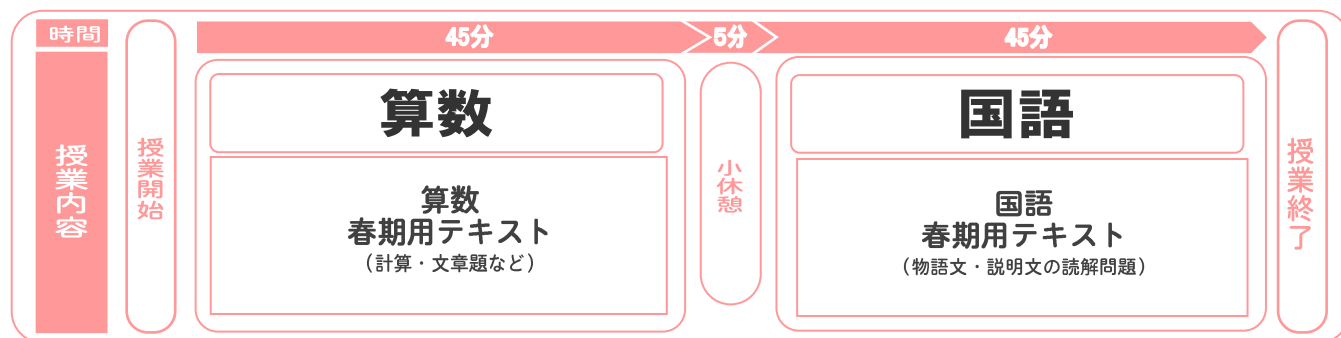 時間
45分
5分
45分
授業内容
授業開始
算数
算数
春期用テキスト
（計算・文章題など）
小休憩
国語
国語
春期用テキスト
（物語文・説明文の読解問題）
授業終了